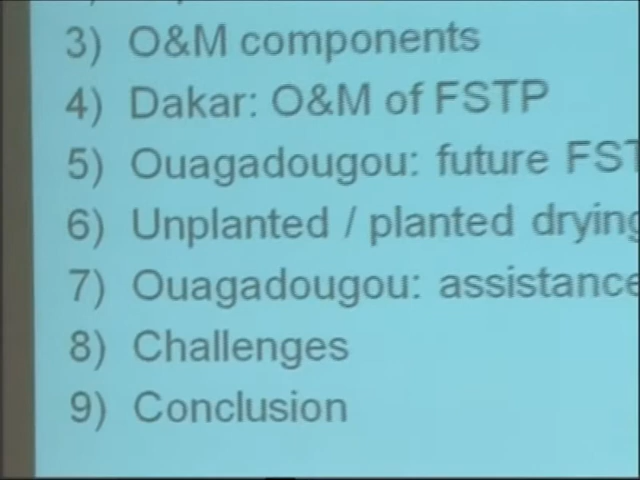 3) O&M components
4) Dakar: O&M of FSTP
5) Ouagadougou: future FST
6) Unplanted / planted drying
7) Ouagadougou: assistance
8) Challenges
9) Conclusion